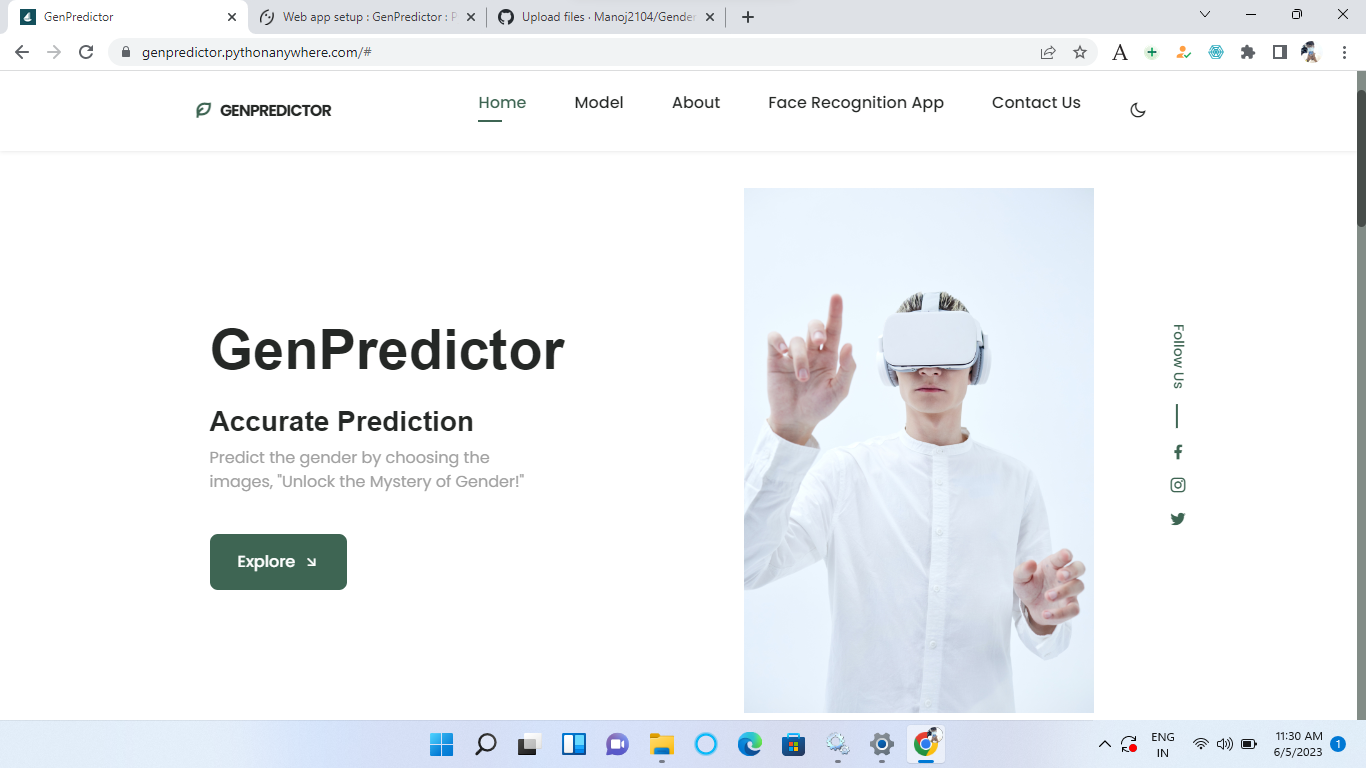 GenPredictor
Web app setup : GenPredictor : P
Upload files · Manoj2104/Gender
genpredictor.pythonanywhere.com/#
GENPREDICTOR
Home
Model
About
Face Recognition App
Contact Us
GenPredictor
Accurate Prediction
Predict the gender by choosing the
images, "Unlock the Mystery of Gender!"
Explore
Follow Us
ENG
IN
11:30 AM
6/5/2023
1